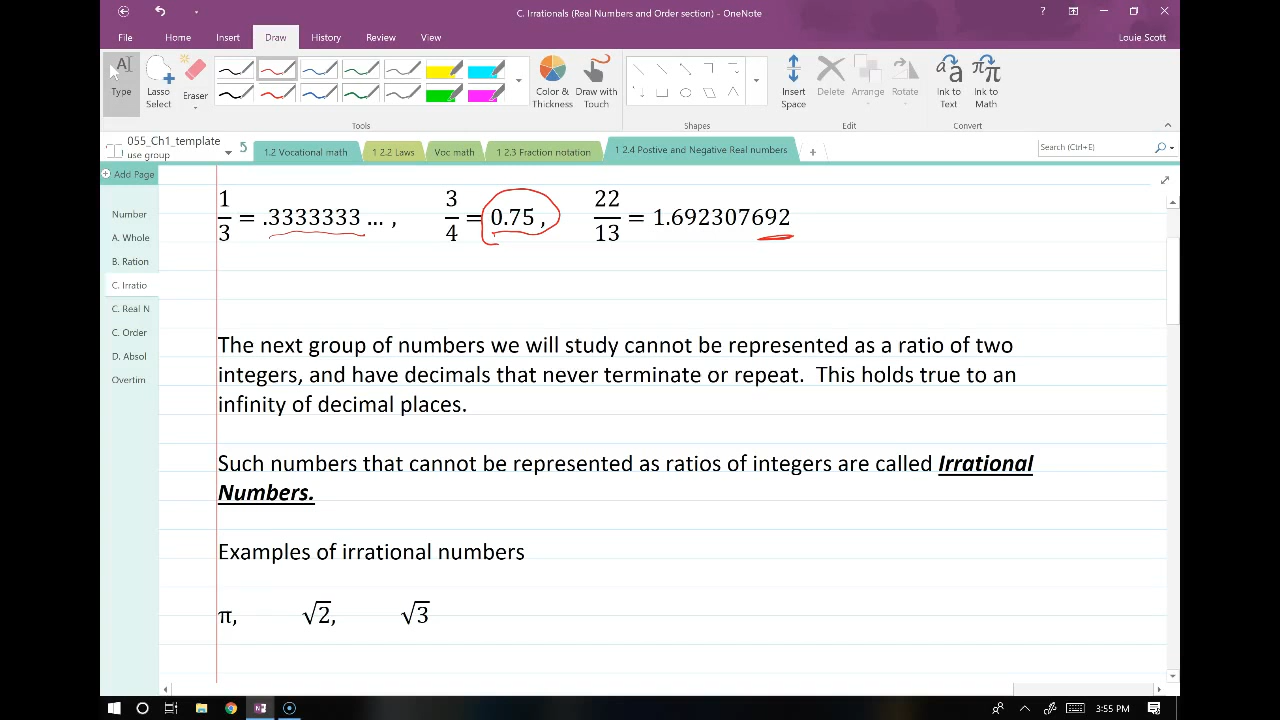 C. Irrationals (Real Numbers and Order section) - OneNote
File Home Insert Draw History Review View Louie Scott
Type Lasso Select Eraser Color & Thickness Draw with Touch Insert Space Delete Arrange Rotate Ink to Text Ink to Math
Tools Shapes Edit Convert
055_Ch1_template
use group
1.2 Vocational math 1 2.2 Laws Voc math 1 2.3 Fraction notation 1 2.4 Postive and Negative Real numbers Search (Ctrl+E)
Add Page
Number
A. Whole
B. Ration
C. Irratio
C. Real N
C. Order
D. Absol
Overtim
1/3 = .3333333 ... , 3/4 = 0.75 , 22/13 = 1.692307692
The next group of numbers we will study cannot be represented as a ratio of two
integers, and have decimals that never terminate or repeat. This holds true to an
infinity of decimal places.
Such numbers that cannot be represented as ratios of integers are called Irrational
Numbers.
Examples of irrational numbers
π, √2, √3
3:55 PM